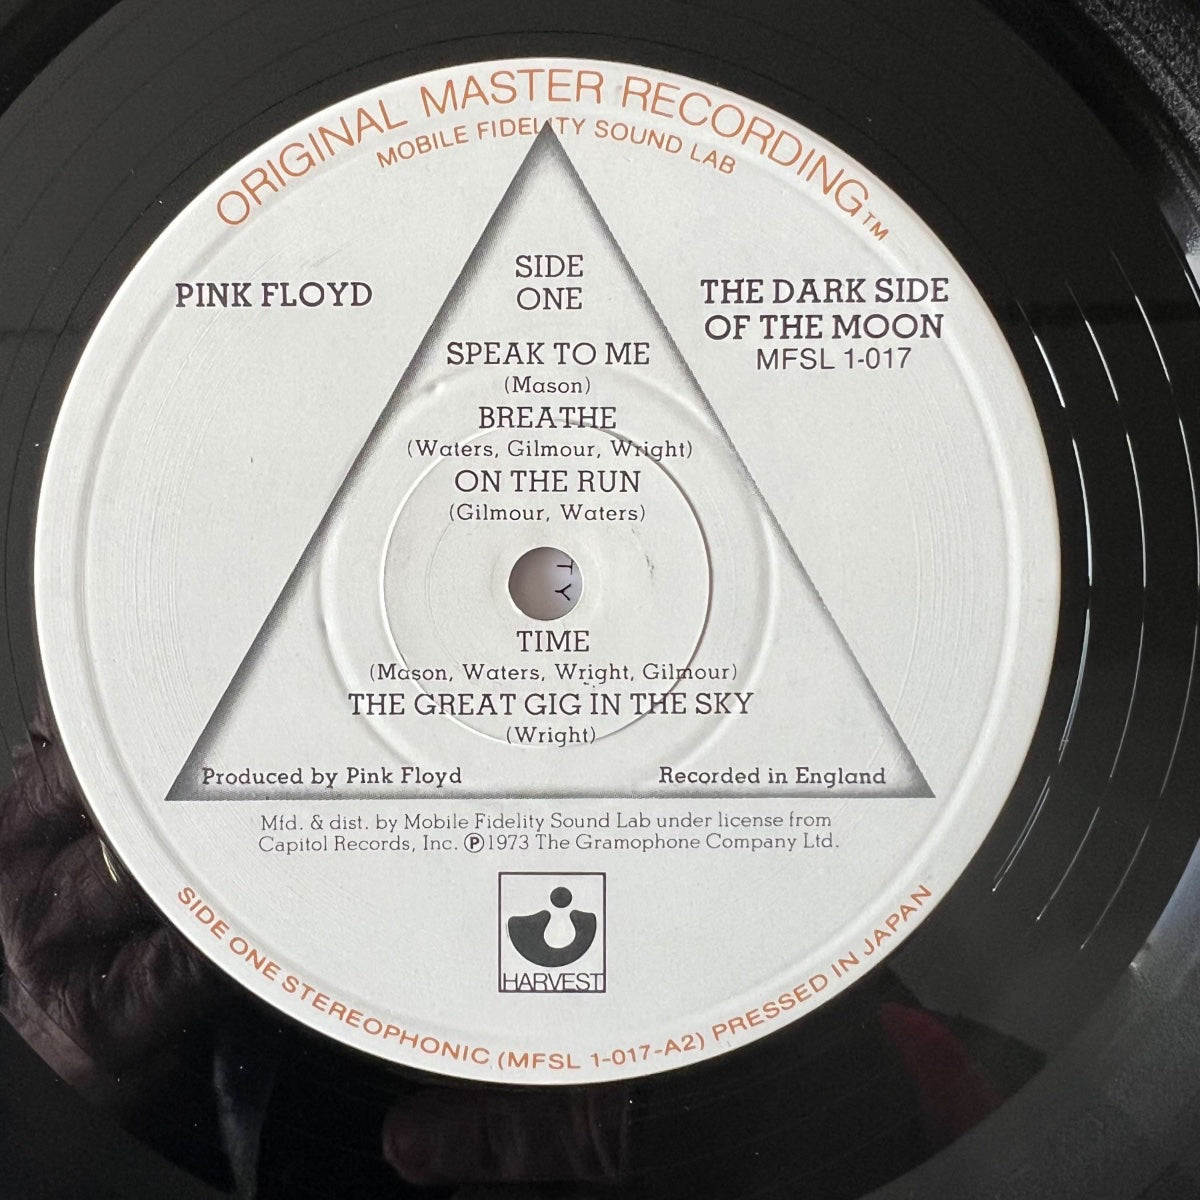 ORIGINAL MASTER RECORDING™
MOBILE FIDELITY SOUND LAB
PINK FLOYD
THE DARK SIDE
OF THE MOON
MFSL 1-017
SIDE
ONE
SPEAK TO ME
(Mason)
BREATHE
(Waters, Gilmour, Wright)
ON THE RUN
(Gilmour, Waters)
TY
TIME
(Mason, Waters, Wright, Gilmour)
THE GREAT GIG IN THE SKY
(Wright)
Produced by Pink Floyd
Recorded in England
Mfd. & dist. by Mobile Fidelity Sound Lab under license from
Capitol Records, Inc. ℗1973 The Gramophone Company Ltd.
HARVEST
SIDE ONE STEREOPHONIC (MFSL 1-017-A2) PRESSED IN JAPAN